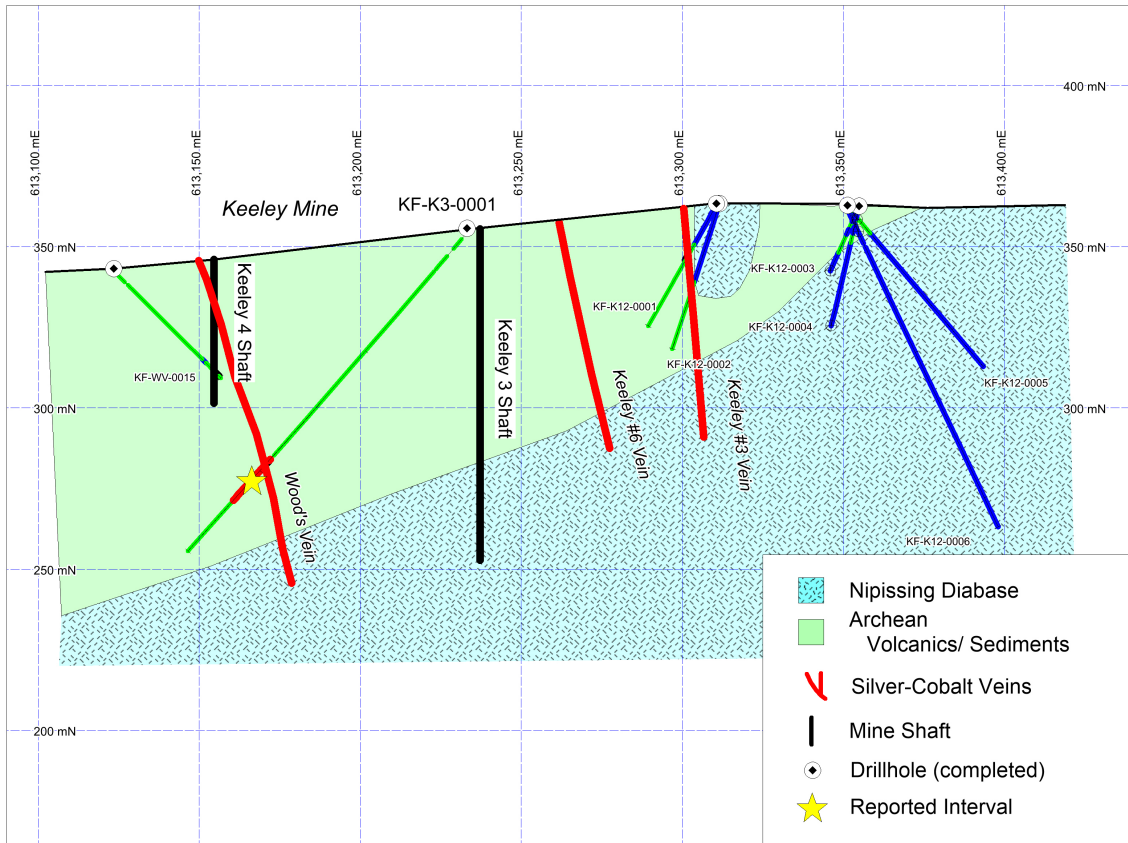 400 mN
613,100 mE
613,150 mE
613,200 mE
613,250 mE
613,300 mE
613,350 mE
613,400 mE
Keeley Mine
KF-K3-0001
350 mN
350 mN
Keeley 4 Shaft
KF-K12-0003
KF-K12-0001
KF-K12-0004
Keeley 3 Shaft
KF-WV-0015
KF-K12-0002
KF-K12-0005
Keeley #6 Vein
Keeley #3 Vein
300 mN
300 mN
Wood's Vein
KF-K12-0006
250 mN
200 mN
Nipissing Diabase
Archean
Volcanics/ Sediments
Silver-Cobalt Veins
Mine Shaft
Drillhole (completed)
Reported Interval